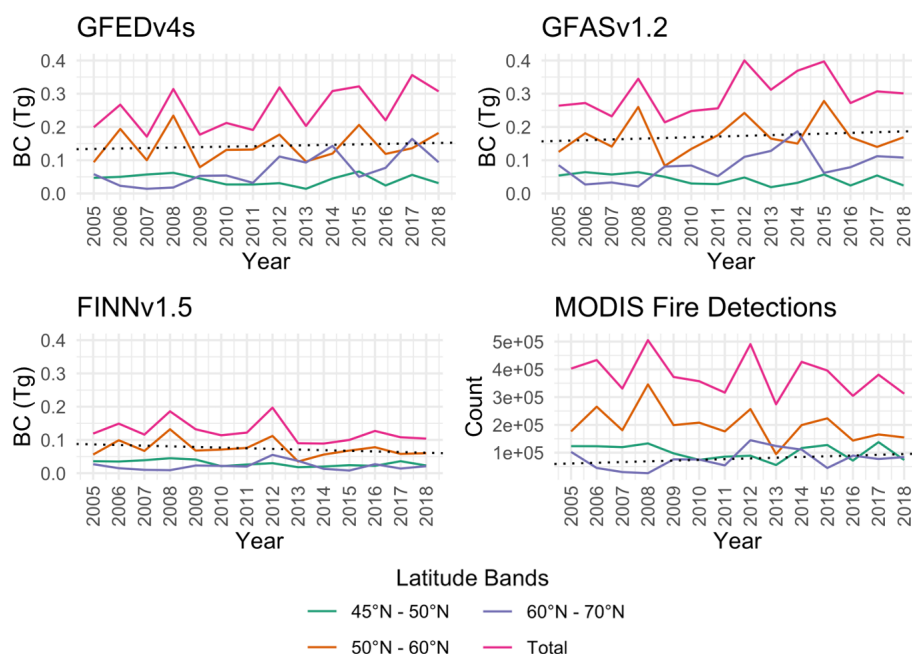 GFEDv4s
GFASv1.2
0.4
0.3
0.2
0.1
0.0
BC (Tg)
2005 2006 2007 2008 2009 2010 2011 2012 2013 2014 2015 2016 2017 2018
Year
0.4
0.3
0.2
0.1
0.0
BC (Tg)
2005 2006 2007 2008 2009 2010 2011 2012 2013 2014 2015 2016 2017 2018
Year
FINNv1.5
MODIS Fire Detections
0.4
0.3
0.2
0.1
0.0
BC (Tg)
2005 2006 2007 2008 2009 2010 2011 2012 2013 2014 2015 2016 2017 2018
Year
5e+05
4e+05
3e+05
2e+05
1e+05
Count
2005 2006 2007 2008 2009 2010 2011 2012 2013 2014 2015 2016 2017 2018
Year
Latitude Bands
45°N - 50°N
60°N - 70°N
50°N - 60°N
Total